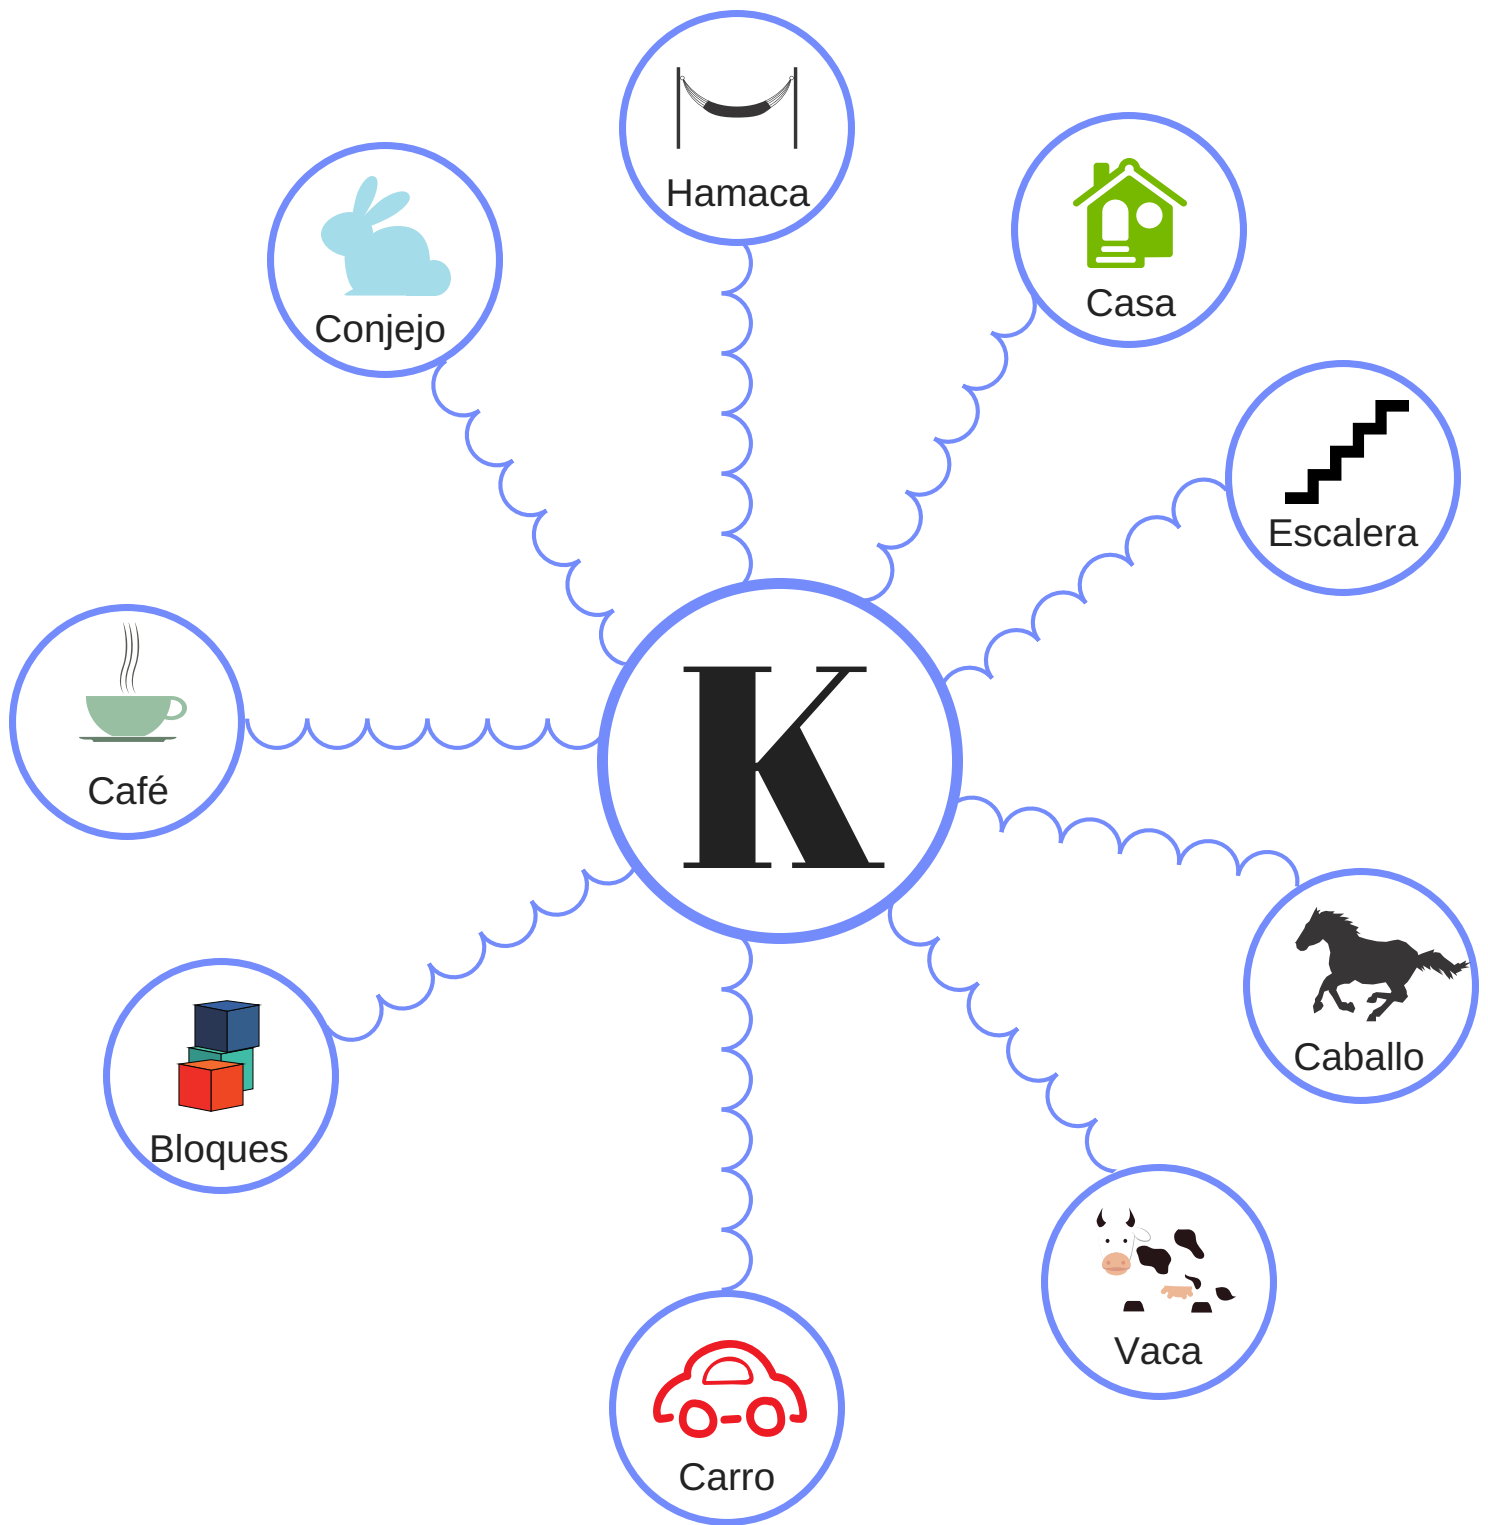 Hamaca
Casa
Conjejo
Escalera
Café
K
Caballo
Bloques
Vaca
Carro